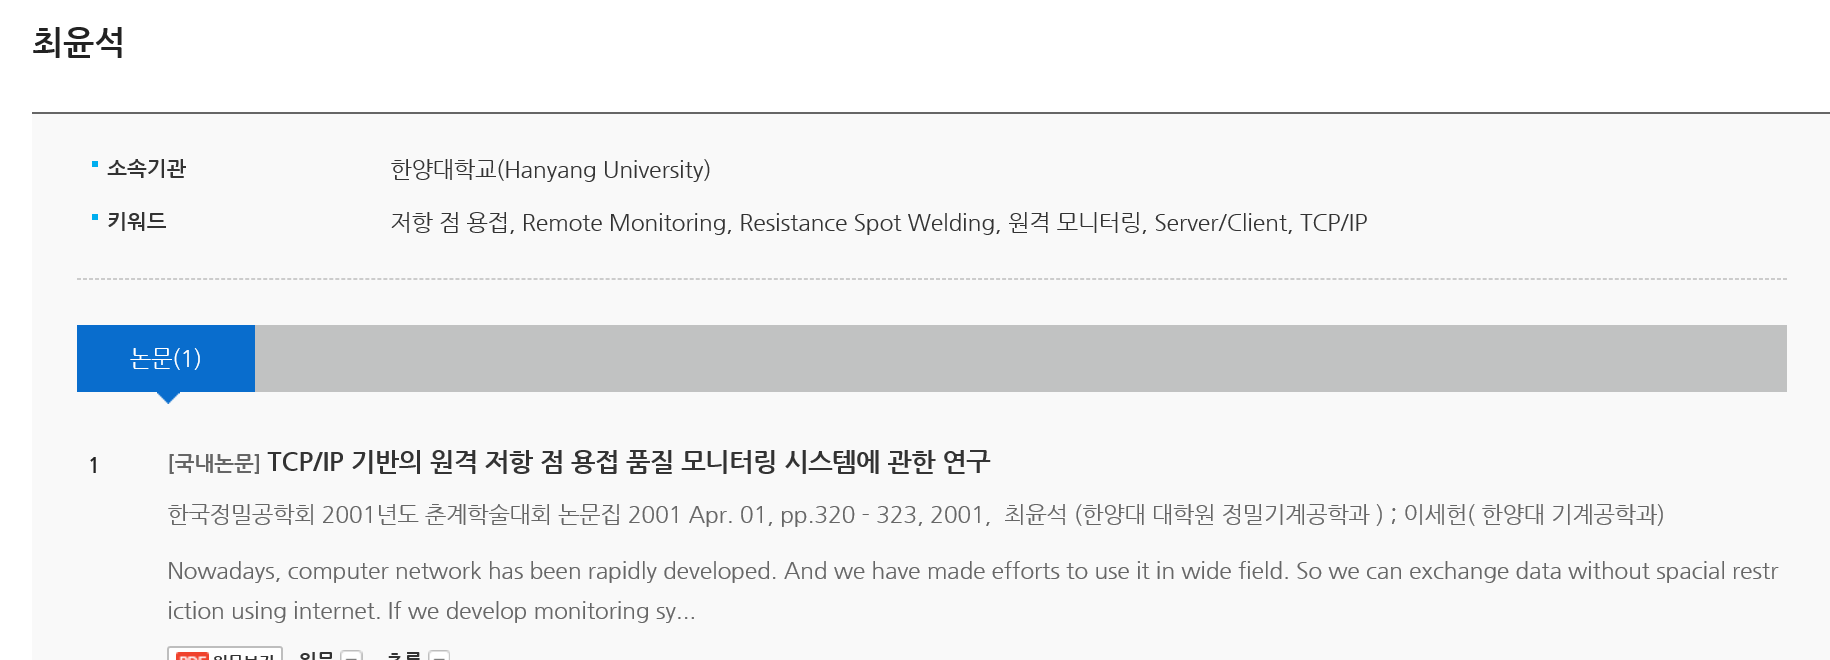 최윤석
소속기관 한양대학교(Hanyang University)
키워드 저항 점 용접, Remote Monitoring, Resistance Spot Welding, 원격 모니터링, Server/Client, TCP/IP
논문(1)
1 [국내논문] TCP/IP 기반의 원격 저항 점 용접 품질 모니터링 시스템에 관한 연구
한국정밀공학회 2001년도 춘계학술대회 논문집 2001 Apr. 01, pp.320 - 323, 2001, 최윤석 (한양대 대학원 정밀기계공학과 ) ; 이세헌( 한양대 기계공학과)
Nowadays, computer network has been rapidly developed. And we have made efforts to use it in wide field. So we can exchange data without spacial restr
iction using internet. If we develop monitoring sy...